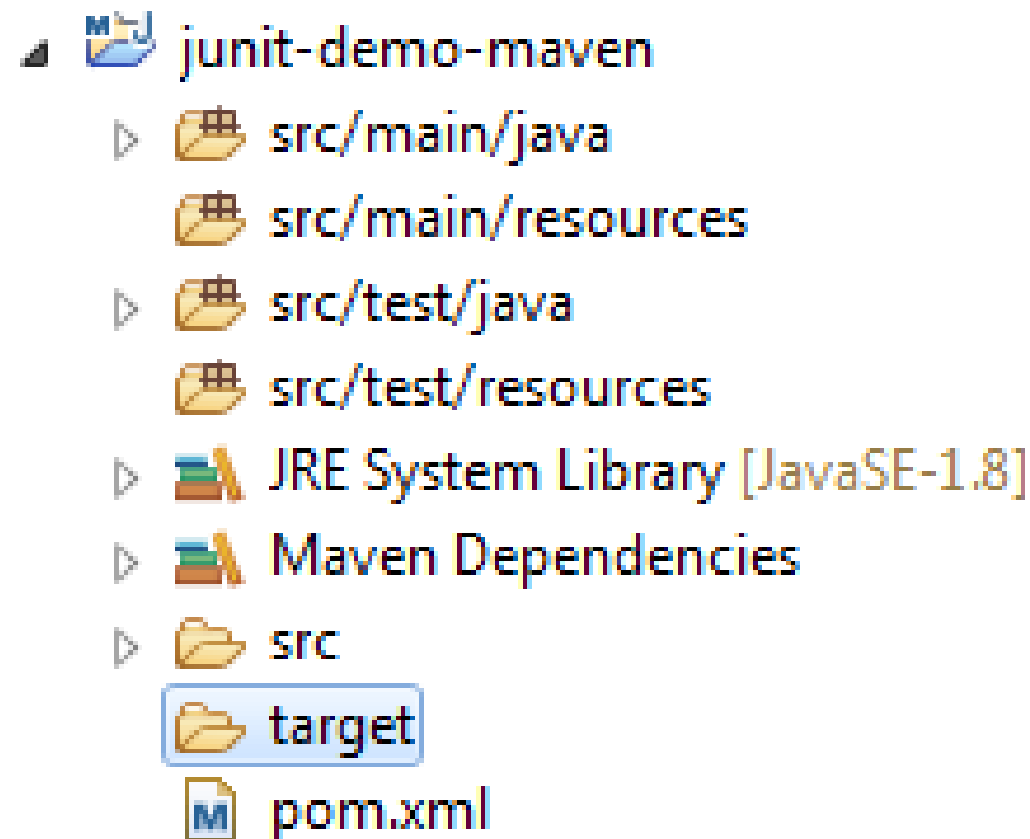 junit-demo-maven
src/main/java
src/main/resources
src/test/java
src/test/resources
JRE System Library [JavaSE-1.8]
Maven Dependencies
src
target
pom.xml